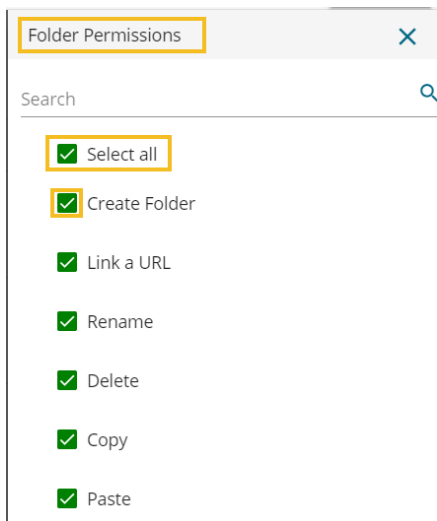 Folder Permissions
Search
Select all
Create Folder
Link a URL
Rename
Delete
Copy
Paste